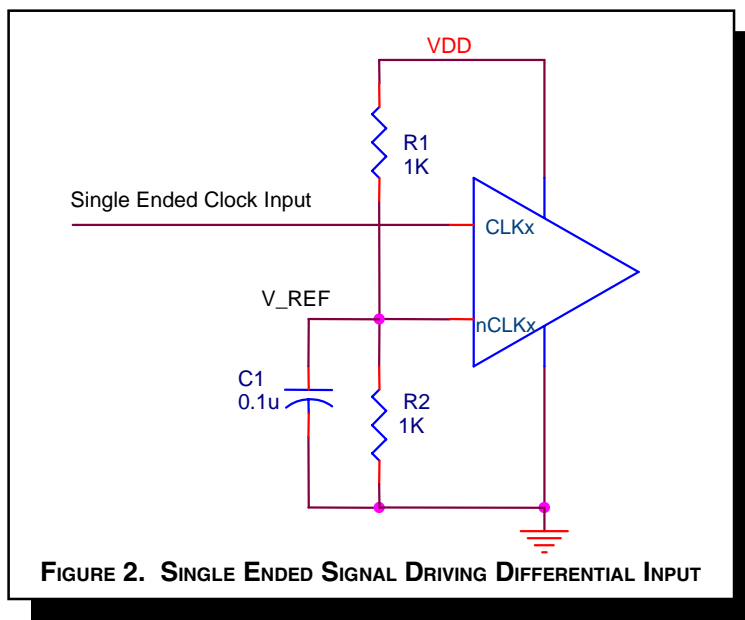 VDD
R1
1K
Single Ended Clock Input
CLKx
V_REF
nCLKx
C1
0.1u
R2
1K
FIGURE 2. SINGLE ENDED SIGNAL DRIVING DIFFERENTIAL INPUT